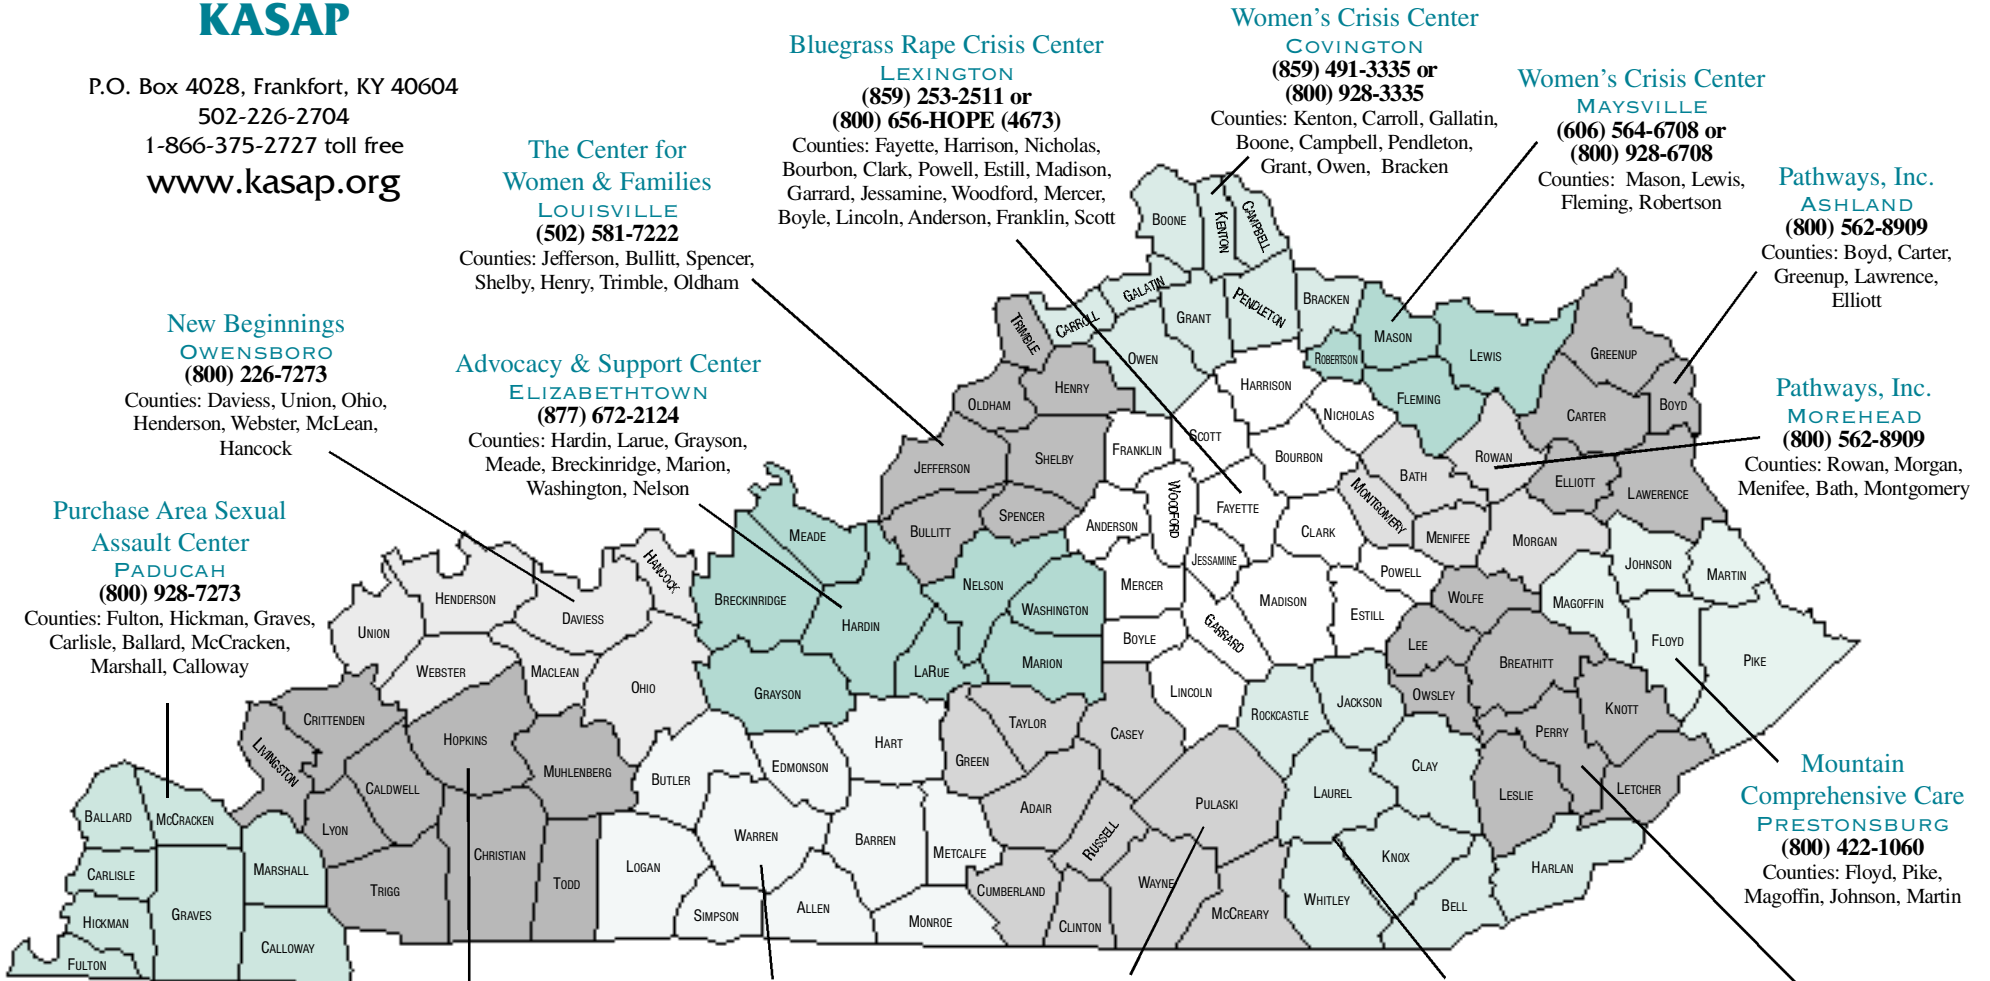 KASAP
P.O. Box 4028, Frankfort, KY 40604
502-226-2704
1-866-375-2727 toll free
www.kasap.org
Bluegrass Rape Crisis Center
LEXINGTON
(859) 253-2511 or
(800) 656-HOPE (4673)
Counties: Fayette, Harrison, Nicholas,
Bourbon, Clark, Powell, Estill, Madison,
Garrard, Jessamine, Woodford, Mercer,
Boyle, Lincoln, Anderson, Franklin, Scott
Women's Crisis Center
COVINGTON
(859) 491-3335 or
(800) 928-3335
Counties: Kenton, Carroll, Gallatin,
Boone, Campbell, Pendleton,
Grant, Owen, Bracken
Women's Crisis Center
MAYSVILLE
(606) 564-6708 or
(800) 928-6708
Counties: Mason, Lewis,
Fleming, Robertson
Pathways, Inc.
ASHLAND
(800) 562-8909
Counties: Boyd, Carter,
Greenup, Lawrence,
Elliott
The Center for
Women & Families
LOUISVILLE
(502) 581-7222
Counties: Jefferson, Bullitt, Spencer,
Shelby, Henry, Trimble, Oldham
New Beginnings
OWENSBORO
(800) 226-7273
Counties: Daviess, Union, Ohio,
Henderson, Webster, McLean,
Hancock
Advocacy & Support Center
ELIZABETHTOWN
(877) 672-2124
Counties: Hardin, Larue, Grayson,
Meade, Breckinridge, Marion,
Washington, Nelson
Pathways, Inc.
MOREHEAD
(800) 562-8909
Counties: Rowan, Morgan,
Menifee, Bath, Montgomery
Purchase Area Sexual
Assault Center
PADUCAH
(800) 928-7273
Counties: Fulton, Hickman, Graves,
Carlisle, Ballard, McCracken,
Marshall, Calloway
Mountain
Comprehensive Care
PRESTONSBURG
(800) 422-1060
Counties: Floyd, Pike,
Magoffin, Johnson, Martin
BOONE
KENTON
CAMPBELL
GALATIN
CARROLL
TRIMBLE
GRANT
PENDLETON
BRACKEN
OWEN
ROBERTSON
MASON
LEWIS
GREENUP
HENRY
OLDHAM
HARRISON
NICHOLAS
FLEMING
CARTER
BOYD
JEFFERSON
SHELBY
FRANKLIN
SCOTT
BOURBON
BATH
ROWAN
ELLIOTT
LAWERENCE
BULLITT
SPENCER
ANDERSON
WOODFORD
FAYETTE
CLARK
MONTGOMERY
MENIFEE
MORGAN
MEADE
HANCOCK
BRECKINRIDGE
HARDIN
NELSON
WASHINGTON
MERCER
JESSAMINE
MADISON
POWELL
ESTILL
WOLFE
MAGOFFIN
JOHNSON
MARTIN
HENDERSON
DAVIESS
UNION
WEBSTER
MACLEAN
OHIO
GRAYSON
LARUE
MARION
BOYLE
GARRARD
LINCOLN
LEE
BREATHITT
FLOYD
PIKE
OWSLEY
JACKSON
ROCKCASTLE
KNOTT
PERRY
CRITTENDEN
LIVINGSTON
HOPKINS
MUHLENBERG
CALDWELL
LYON
BUTLER
EDMONSON
HART
GREEN
TAYLOR
CASEY
ADAIR
PULASKI
LAUREL
CLAY
LESLIE
LETCHER
BALLARD
MCCRACKEN
CARLISLE
MARSHALL
HICKMAN
GRAVES
CALLOWAY
FULTON
TRIGG
CHRISTIAN
TODD
LOGAN
WARREN
BARREN
METCALFE
SIMPSON
ALLEN
MONROE
CUMBERLAND
RUSSELL
CLINTON
WAYNE
MCCREARY
WHITLEY
KNOX
BELL
HARLAN